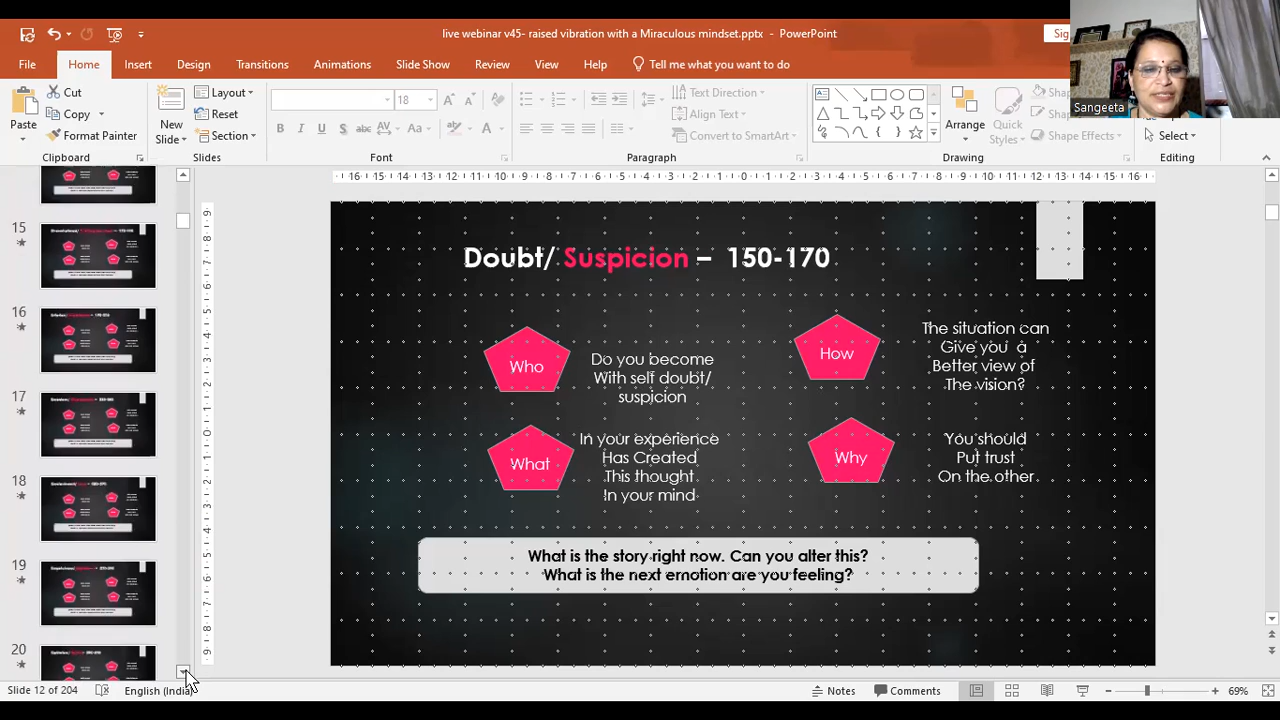 live webinar v45- raised vibration with a Miraculous mindset.pptx - PowerPoint
File Home Insert Design Transitions Animations Slide Show Review View Help Tell me what you want to do
Paste
Cut
Copy
Format Painter
New
Slide
Layout
Reset
Section
18
Text Direction
Align Text
Convert to SmartArt
Arrange
Quick
Styles
Shape Effects
Select
Sangeeta
Clipboard Slides Font Paragraph Drawing Editing
15
16
17
18
19
20
Doubt/ Suspicion – 150-170
Who
Do you become
With self doubt/
suspicion
How
The situation can
Give you a
Better view of
The vision?
What
In your experience
Has Created
This thought
In your mind
Why
You should
Put trust
On the other
What is the story right now. Can you alter this?
What is the next emotion are you feeling?
Slide 12 of 204 English (India) Notes Comments 69%